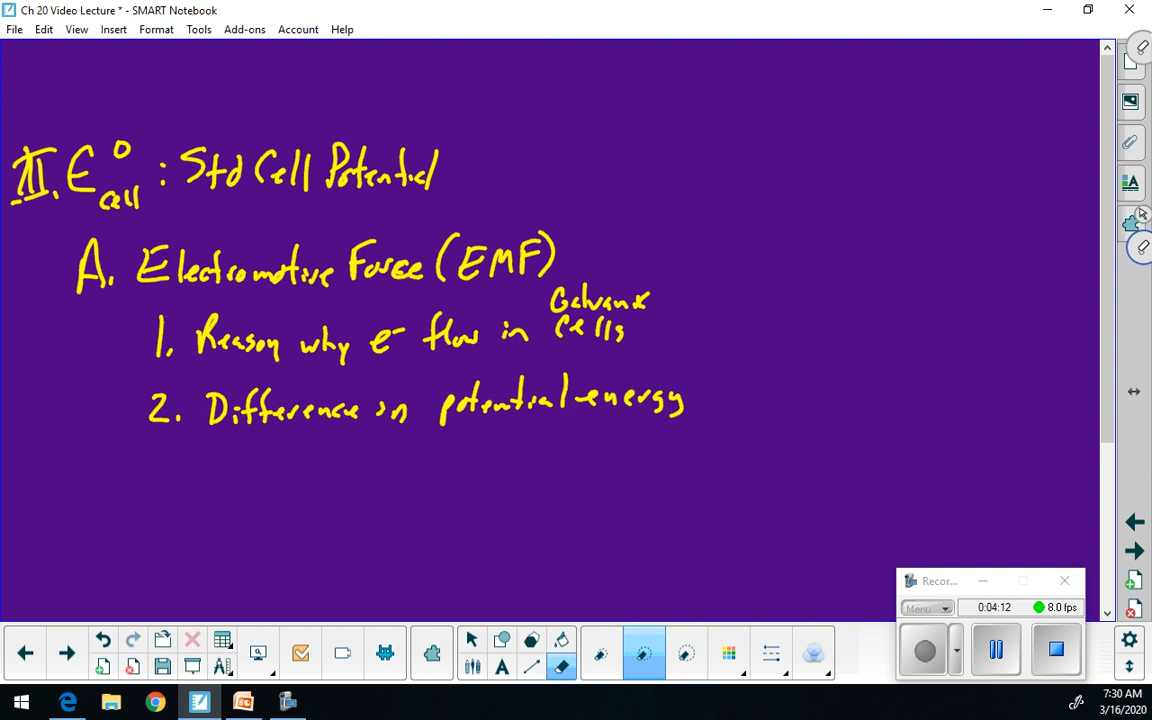 Ch 20 Video Lecture * - SMART Notebook
File Edit View Insert Format Tools Add-ons Account Help
III. E°cell : Std Cell Potential
A. Electromotive Force (EMF)
1. Reason why e⁻ flow in Galvanic Cells
2. Difference in potential energy
Recor...
Menu 0:04:12 8.0 fps
7:30 AM
3/16/2020